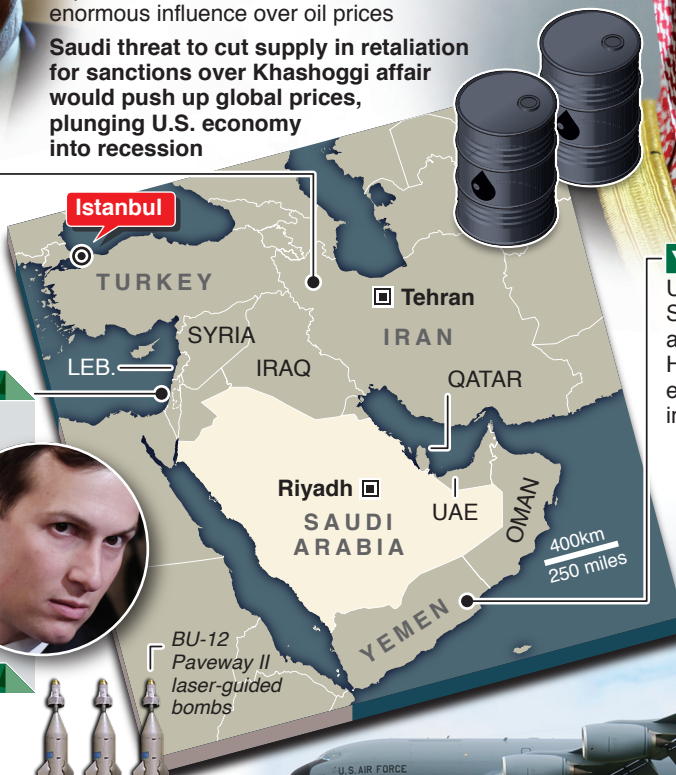 enormous influence over oil prices
Saudi threat to cut supply in retaliation
for sanctions over Khashoggi affair
would push up global prices,
plunging U.S. economy
into recession
Istanbul
TURKEY
Tehran
IRAN
SYRIA
LEB.
IRAQ
QATAR
Riyadh
SAUDI
ARABIA
UAE
OMAN
400km
250 miles
YEMEN
BU-12
Paveway II
laser-guided
bombs
U.S. AIR FORCE